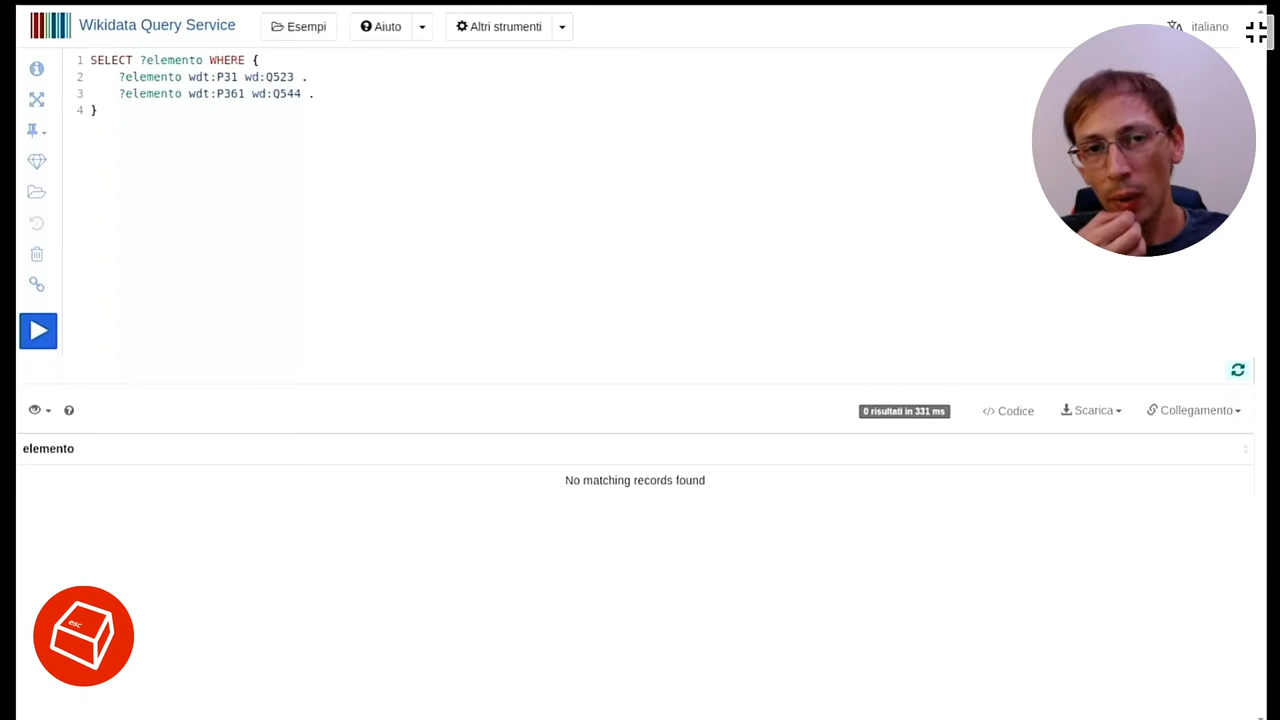 Wikidata Query Service
Esempi
Aiuto
Altri strumenti
italiano
1 SELECT ?elemento WHERE {
2 ?elemento wdt:P31 wd:Q523 .
3 ?elemento wdt:P361 wd:Q544 .
4 }
0 risultati in 331 ms
</> Codice
Scarica
Collegamento
elemento
No matching records found
esc